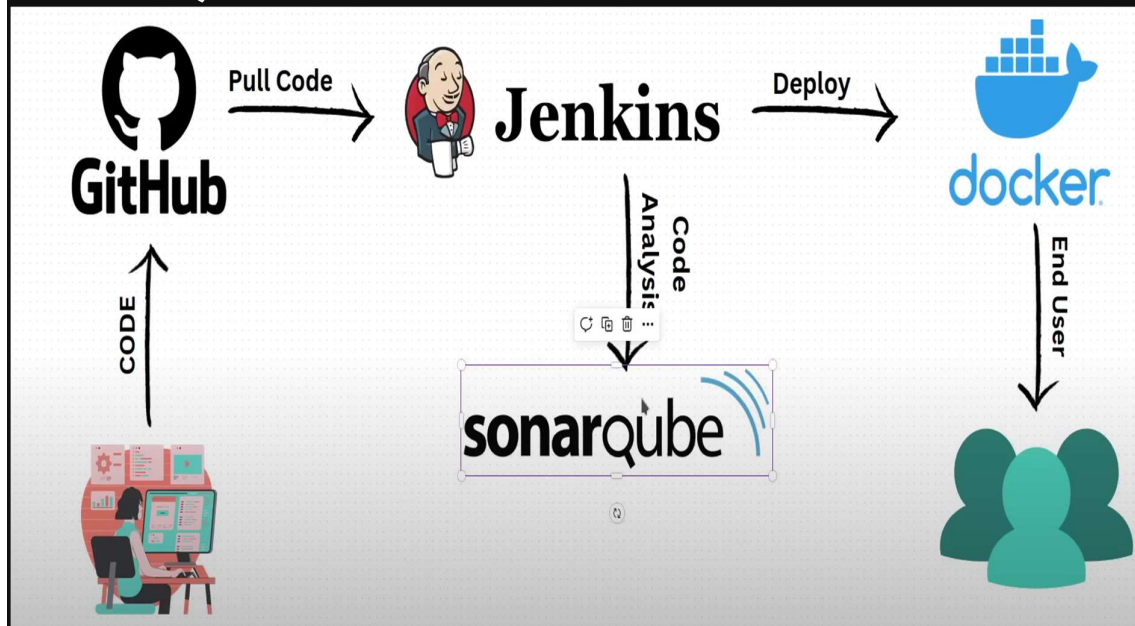 Pull Code
Jenkins
Deploy
GitHub
docker
CODE
Code
Analysis
End User
sonarqube